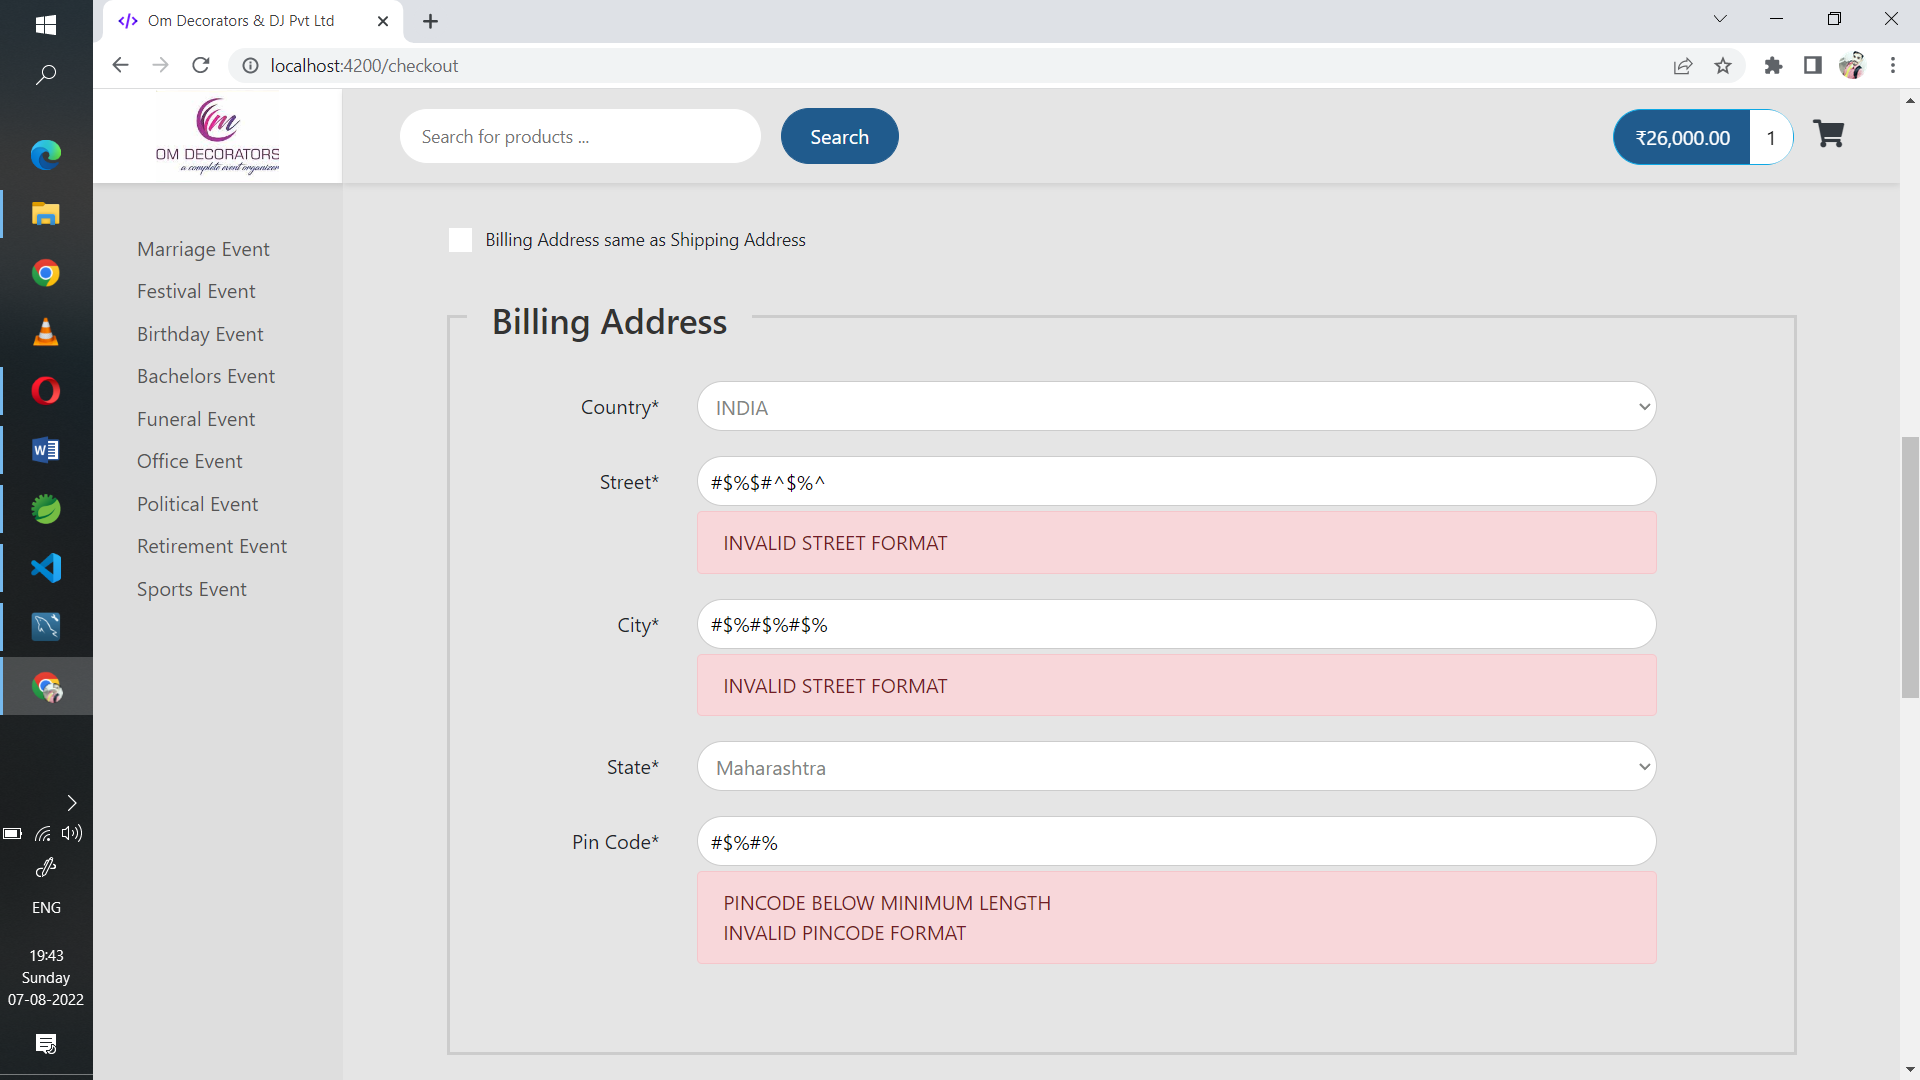 Om Decorators & DJ Pvt Ltd
localhost:4200/checkout
OM DECORATORS
a complete event organizer
Search for products ...
Search
₹26,000.00 1
Marriage Event
Festival Event
Birthday Event
Bachelors Event
Funeral Event
Office Event
Political Event
Retirement Event
Sports Event
Billing Address same as Shipping Address
Billing Address
Country* INDIA
Street* #$%$#^$%^
INVALID STREET FORMAT
City* #$%#$%#$%
INVALID STREET FORMAT
State* Maharashtra
Pin Code* #$%#%
PINCODE BELOW MINIMUM LENGTH
INVALID PINCODE FORMAT
ENG
19:43
Sunday
07-08-2022